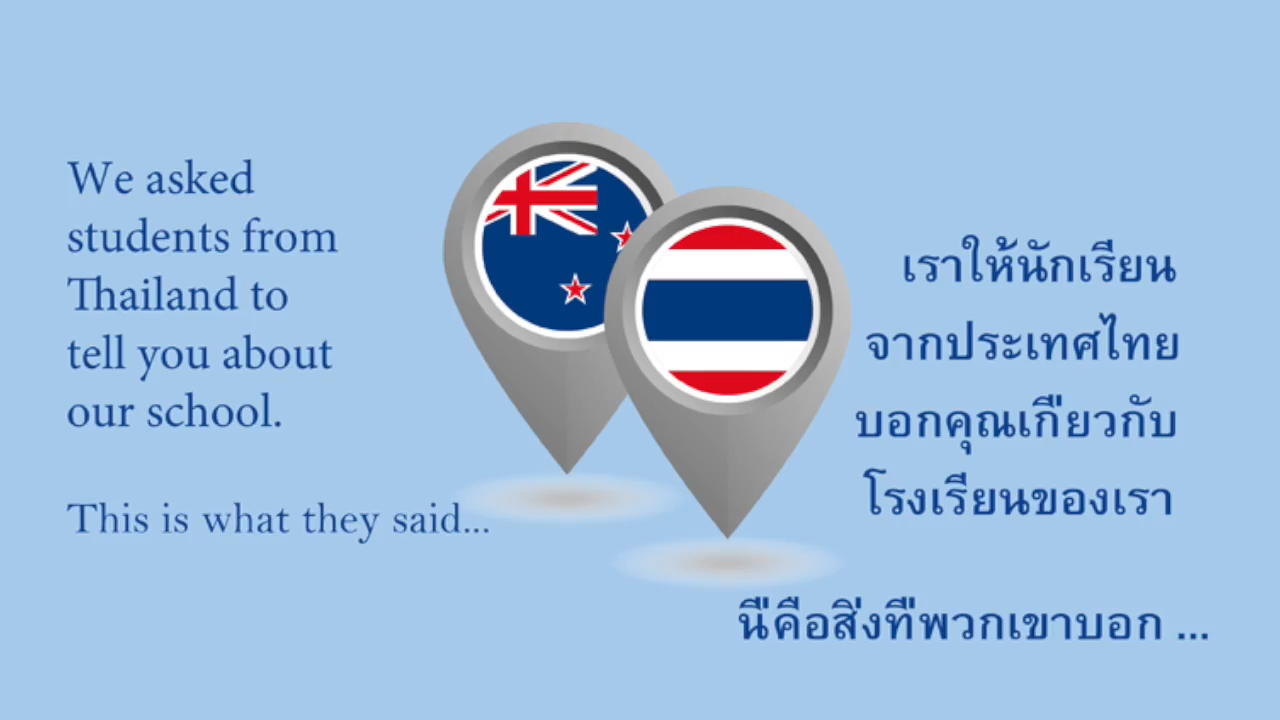 We asked
students from
Thailand to
tell you about
our school.
This is what they said...
เราให้นักเรียน
จากประเทศไทย
บอกคุณเกี่ยวกับ
โรงเรียนของเรา
นี่คือสิ่งที่พวกเขาบอก ...